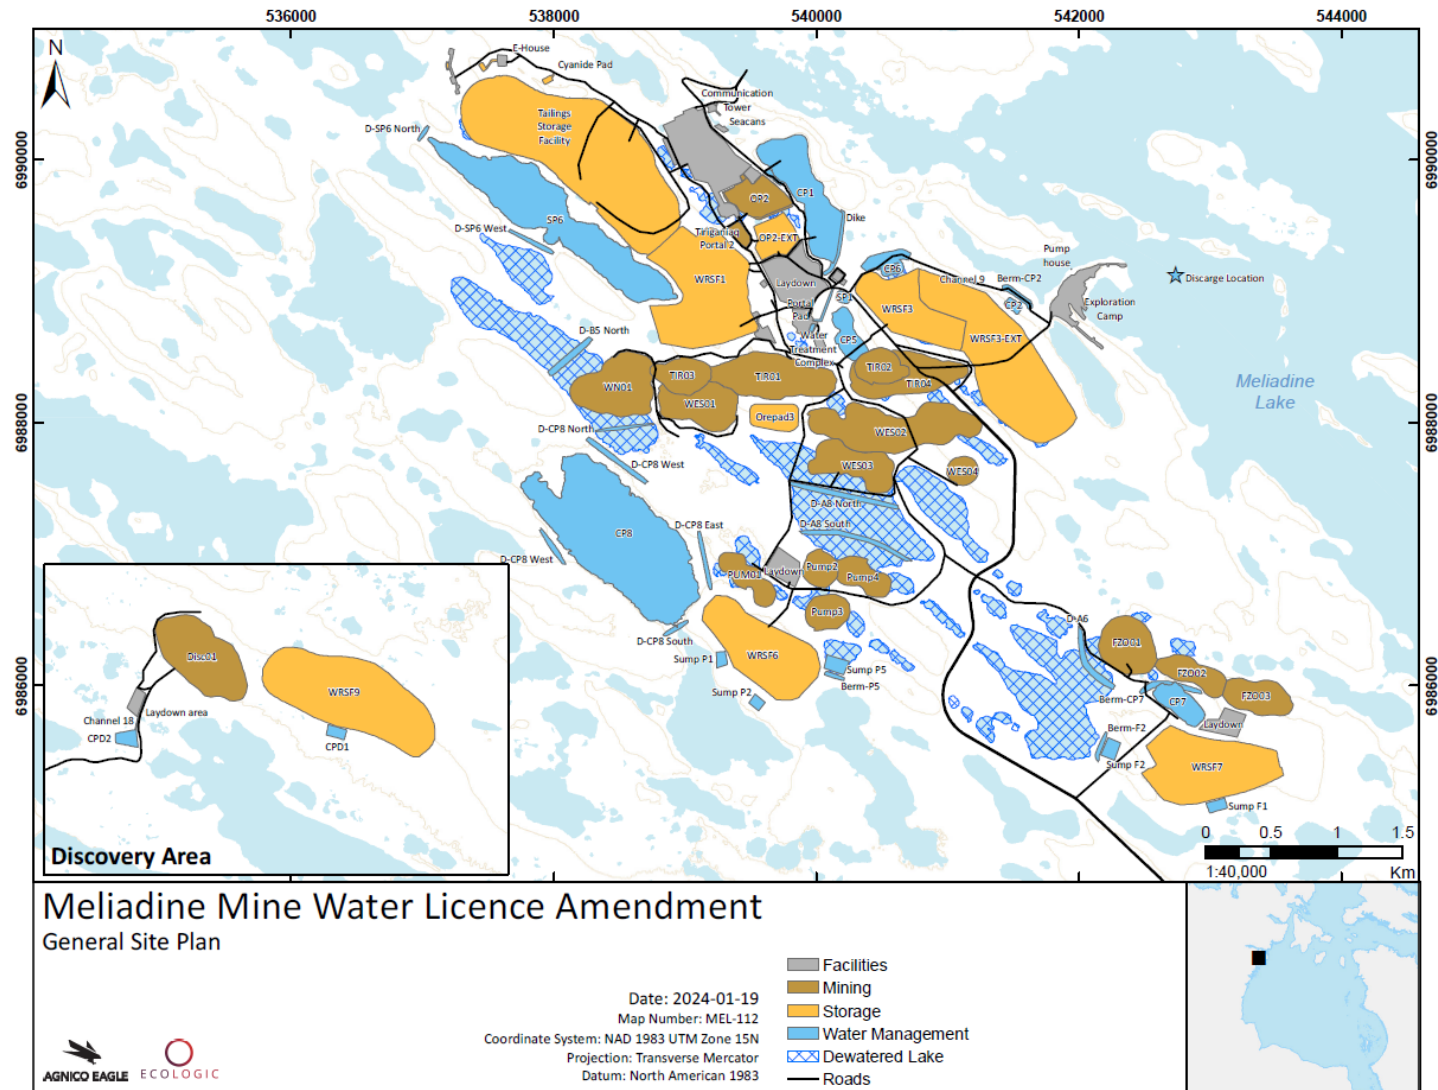 536000
538000
540000
542000
544000
N
E-House
Cyanide Pad
Communication
Tower
Seacans
Tailings
Storage
Facility
D-SP6 North
6990000
6990000
OP2
CP1
SP6
Dike
D-SP6 West
Tiriganiaq
Portal 2
OP2-EXT
Pump
house
CP6
Channel 9
Berm-CP2
Discarge Location
WRSF1
Laydown
SP1
CP2
Exploration
Camp
Portal
Pad
WRSF3
D-B5 North
Water
Treatment
Complex
CP5
WRSF3-EXT
TIR02
TIR03
TIR01
TIR04
WN01
Meliadine
Lake
WES01
Orepad3
6988000
6988000
D-CP8 North
WES02
D-CP8 West
WES03
WES04
D-A8 North
D-A8 South
D-CP8 East
CP8
D-CP8 West
PUM01
Laydown
Pump2
Pump4
Pump3
D-A6
D-CP8 South
FZO01
Sump P1
WRSF6
Sump P5
Berm-P5
FZO02
6986000
6986000
Sump P2
Berm-CP7
CP7
FZO03
Laydown
Berm-F2
Sump F2
WRSF7
Sump F1
Disc01
WRSF9
Laydown area
Channel 18
CPD2
CPD1
Discovery Area
0 0.5 1 1.5
1:40,000 Km
Meliadine Mine Water Licence Amendment
General Site Plan
Date: 2024-01-19
Map Number: MEL-112
Coordinate System: NAD 1983 UTM Zone 15N
Projection: Transverse Mercator
Datum: North American 1983
Facilities
Mining
Storage
Water Management
Dewatered Lake
Roads
AGNICO EAGLE
ECOLOGIC